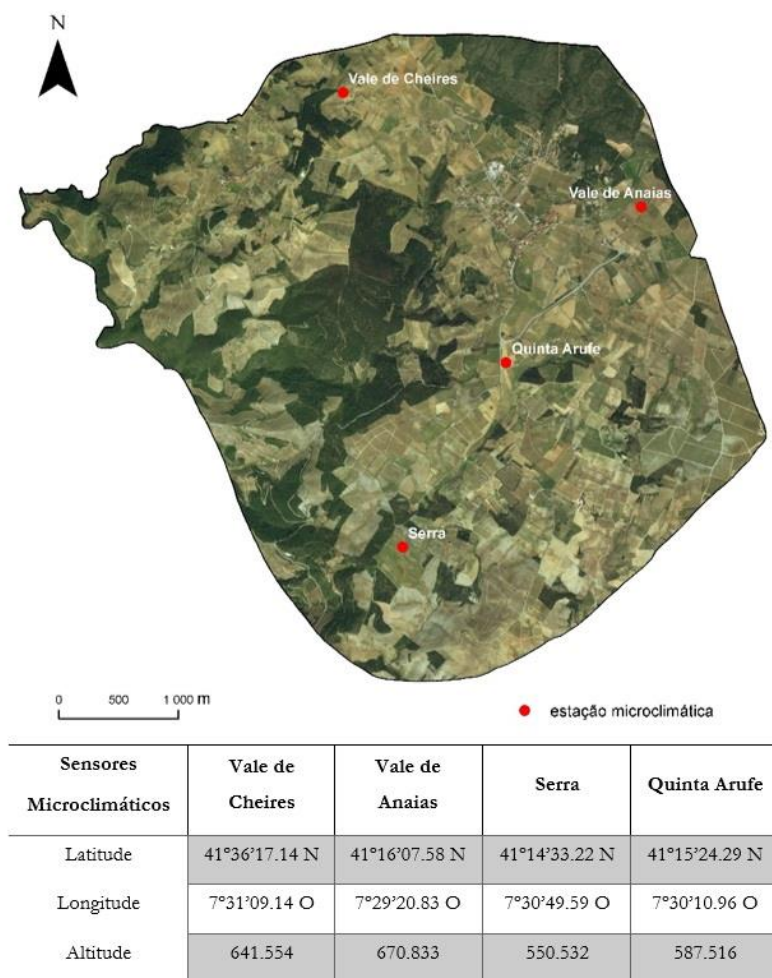 N
Vale de Cheires
Vale de Anaias
Quinta Arufe
Serra
0 500 1 000 m
estação microclimática
Sensores Microclimáticos Vale de Cheires Vale de Anaias Serra Quinta Arufe
Latitude 41°36'17.14 N 41°16'07.58 N 41°14'33.22 N 41°15'24.29 N
Longitude 7°31'09.14 O 7°29'20.83 O 7°30'49.59 O 7°30'10.96 O
Altitude 641.554 670.833 550.532 587.516